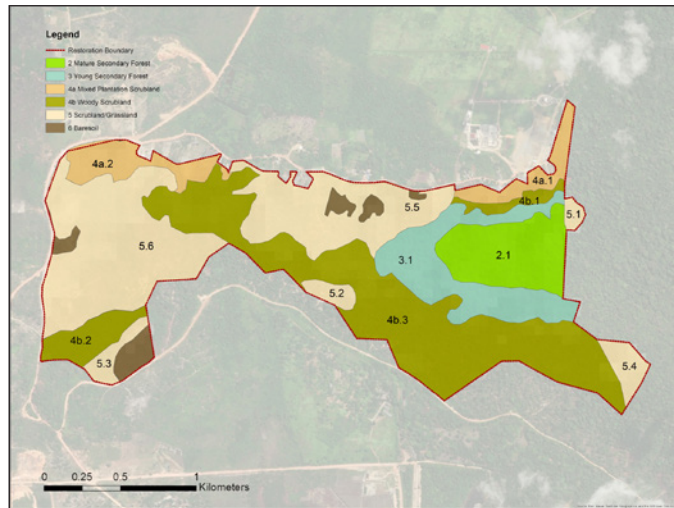 Legend
Restoration Boundary
2 Mature Secondary Forest
3 Young Secondary Forest
4a Mixed Plantation Scrubland
4b Woody Scrubland
5 Scrubland/Grassland
6 Baresoil
4a.2
4a.1
4b.1
5.5
5.1
5.6
3.1
2.1
5.2
4b.3
4b.2
5.3
5.4
0 0.25 0.5 1
Kilometers